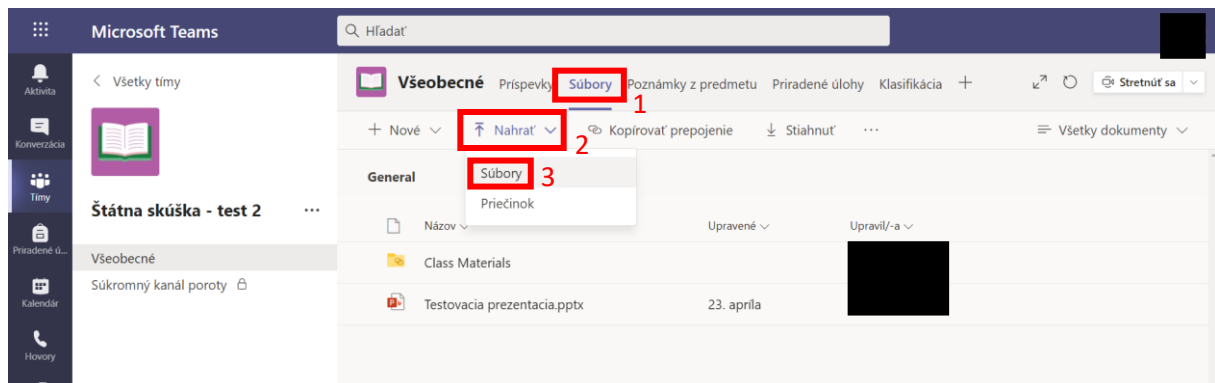 Microsoft Teams
Hľadať
Aktivita
Konverzácia
Tímy
Priradené ú...
Kalendár
Hovory
Všetky tímy
Štátna skúška - test 2 ...
Všeobecné
Súkromný kanál poroty
Všeobecné Príspevky Súbory Poznámky z predmetu Priradené úlohy Klasifikácia + Stretnúť sa
1
+ Nové Nahrať Kopírovať prepojenie Stiahnuť ... Všetky dokumenty
2
General
Súbory 3
Priečinok
Názov Upravené Upravil/-a
Class Materials
Testovacia prezentacia.pptx 23. apríla